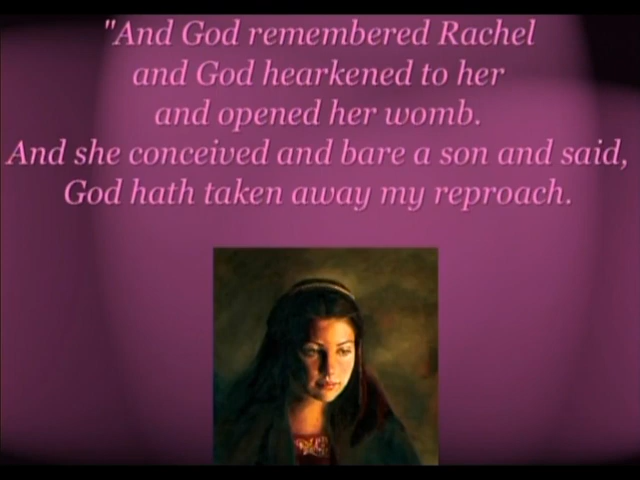 "And God remembered Rachel
and God hearkened to her
and opened her womb.
And she conceived and bare a son and said,
God hath taken away my reproach.